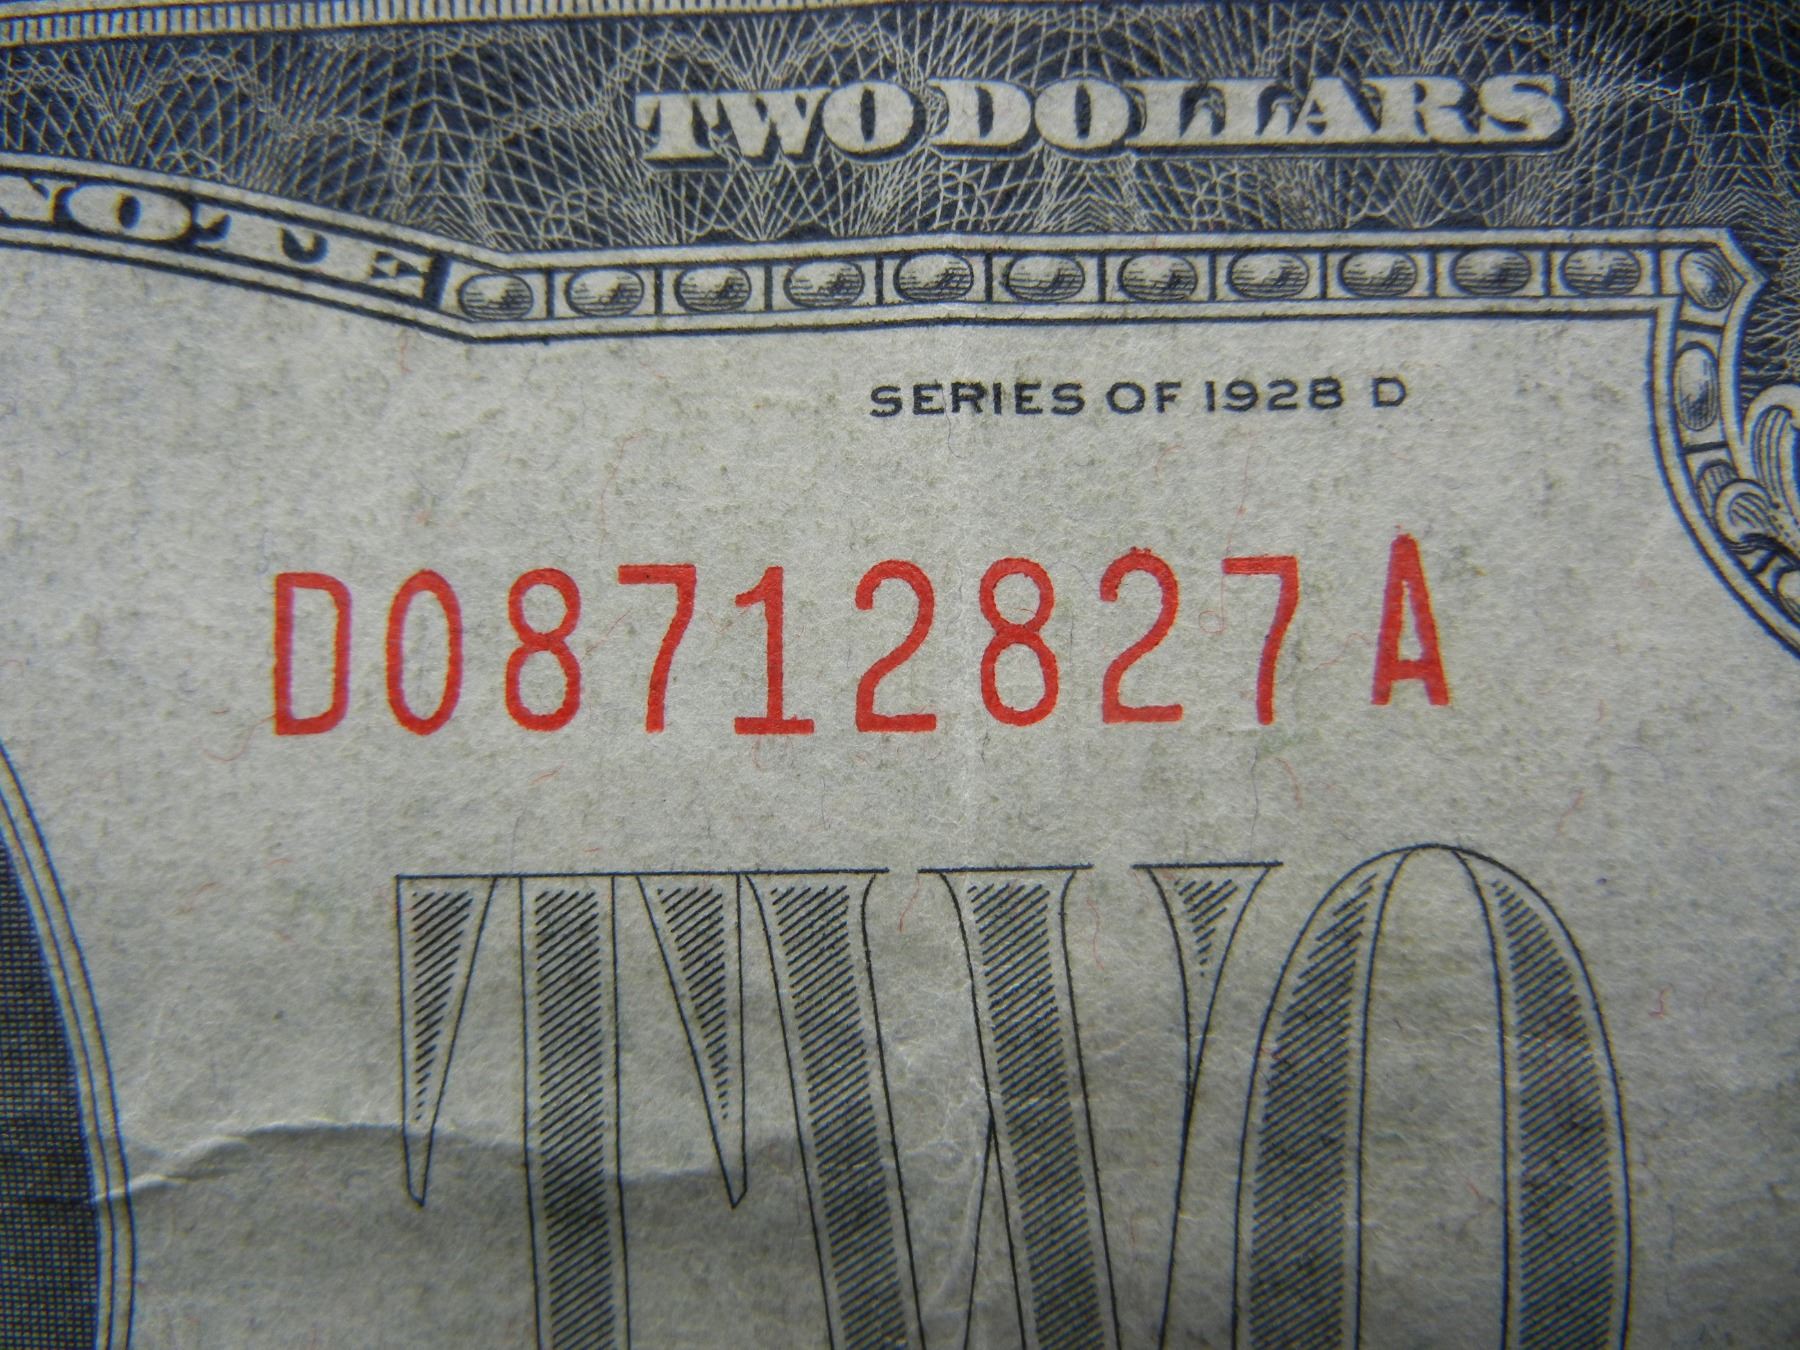 TWO DOLLARS
NOTE
SERIES OF 1928 D
D08712827A
TWO